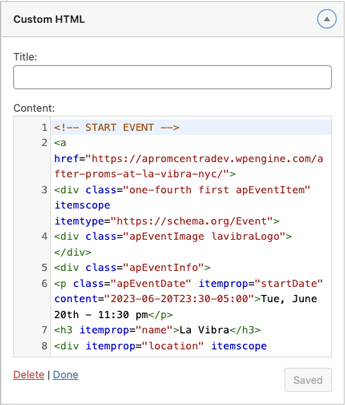 Custom HTML
Title:
Content:
1 <!-- START EVENT -->
2 <a
href="https://apromcentradev.wpengine.com/a
fter-proms-at-la-vibra-nyc/">
3 <div class="one-fourth first apEventItem"
itemscope
itemtype="https://schema.org/Event">
4 <div class="apEventImage lavibraLogo">
</div>
5 <div class="apEventInfo">
6 <p class="apEventDate" itemprop="startDate"
content="2023-06-20T23:30-05:00">Tue, June
20th – 11:30 pm</p>
7 <h3 itemprop="name">La Vibra</h3>
8 <div itemprop="location" itemscope
Delete | Done
Saved